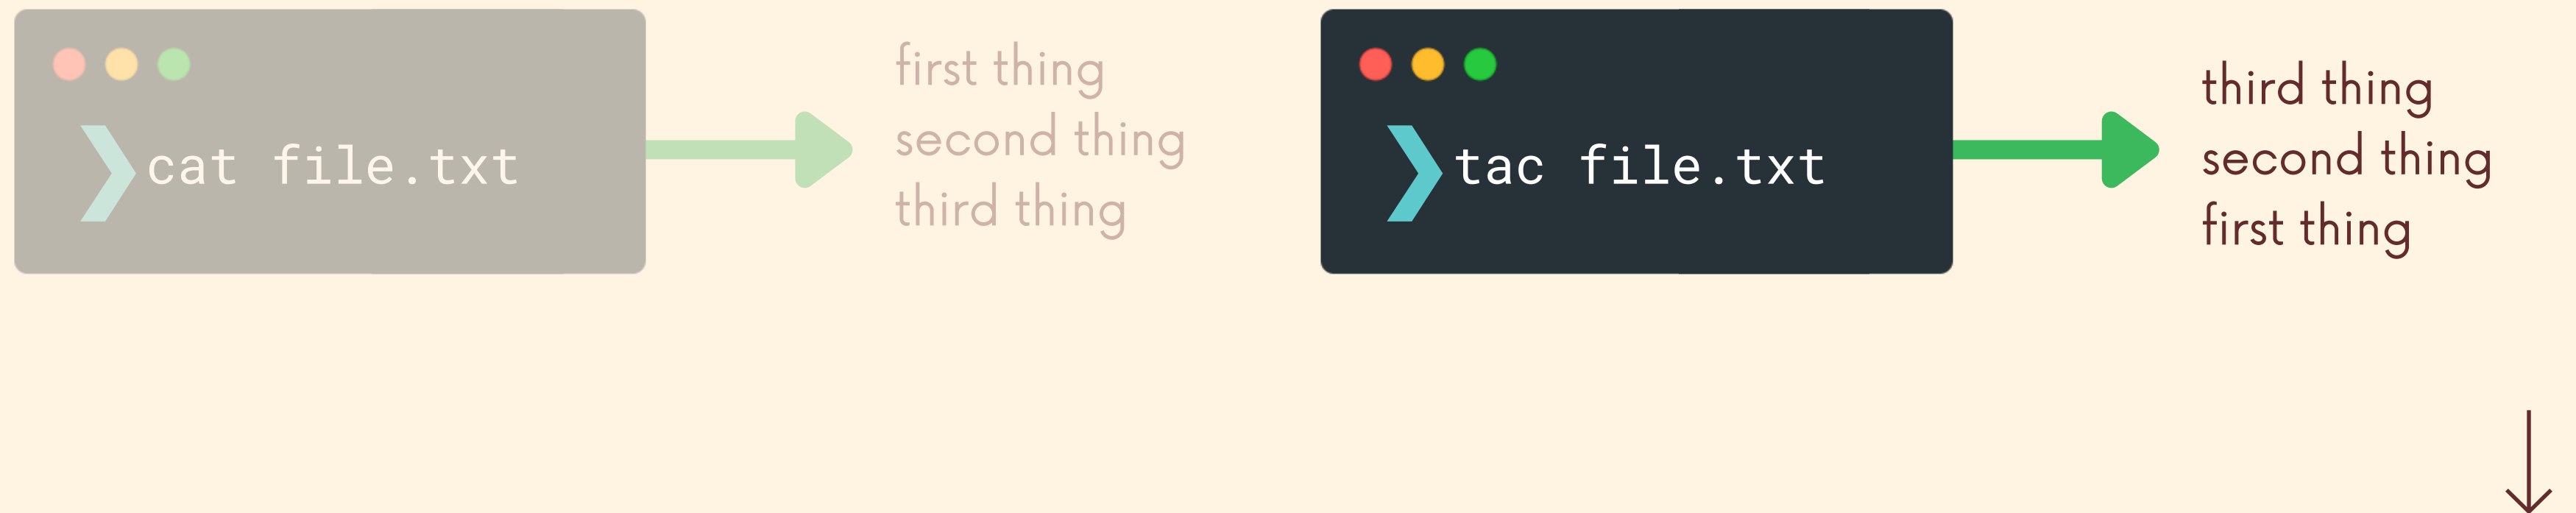 cat file.txt
first thing
second thing
third thing
tac file.txt
third thing
second thing
first thing